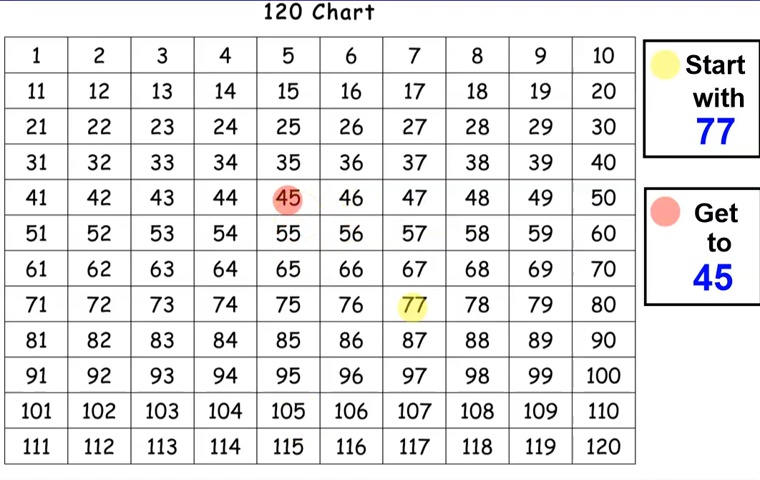 120 Chart
1 2 3 4 5 6 7 8 9 10
11 12 13 14 15 16 17 18 19 20
21 22 23 24 25 26 27 28 29 30
31 32 33 34 35 36 37 38 39 40
41 42 43 44 45 46 47 48 49 50
51 52 53 54 55 56 57 58 59 60
61 62 63 64 65 66 67 68 69 70
71 72 73 74 75 76 77 78 79 80
81 82 83 84 85 86 87 88 89 90
91 92 93 94 95 96 97 98 99 100
101 102 103 104 105 106 107 108 109 110
111 112 113 114 115 116 117 118 119 120
Start
with
77
Get
to
45